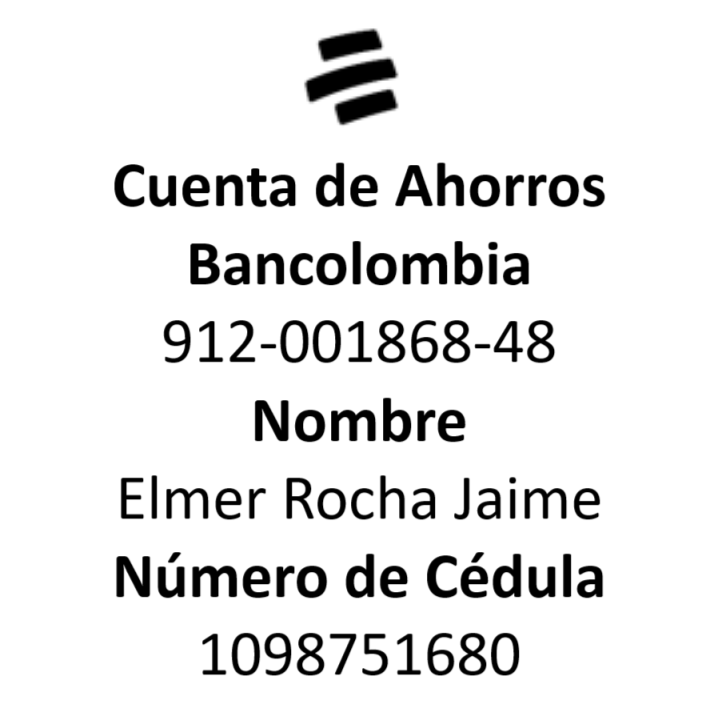 Cuenta de Ahorros
Bancolombia
912-001868-48
Nombre
Elmer Rocha Jaime
Número de Cédula
1098751680